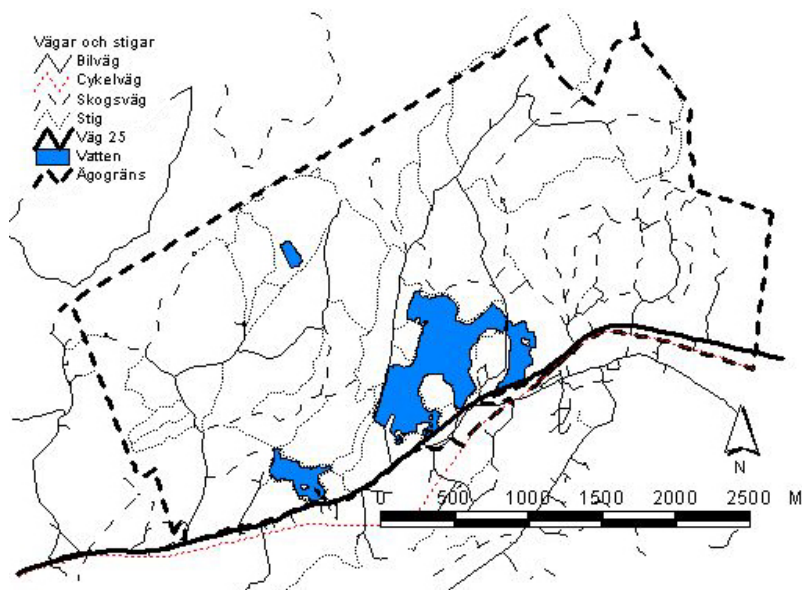 Vägar och stigar
Bilväg
Cykelväg
Skogsväg
Stig
Väg 25
Vatten
Ägogräns
N
0 500 1000 1500 2000 2500 M